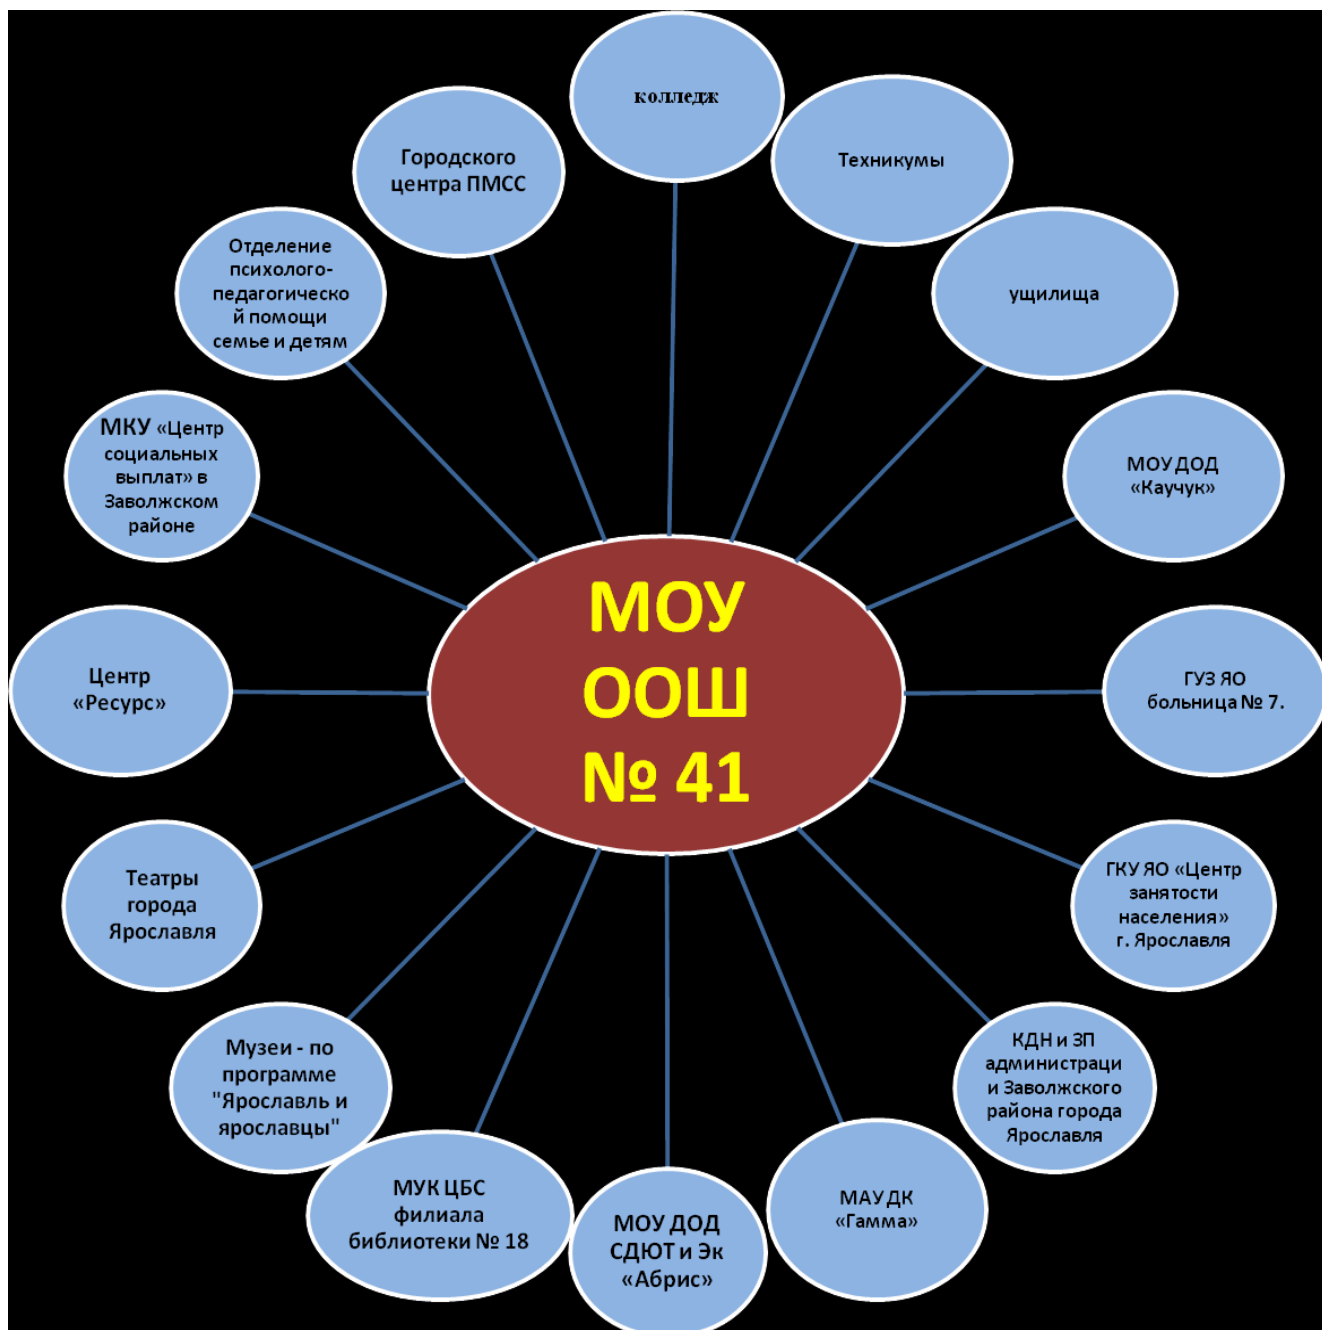 колледж
Техникумы
ущилища
МОУ ДОД
«Каучук»
ГУЗ ЯО
больница № 7.
ГКУ ЯО «Центр
занятости
населения»
г. Ярославля
КДН и ЗП
администраци
и Заволжского
района города
Ярославля
МАУ ДК
«Гамма»
МОУ ДОД
СДЮТ и Эк
«Абрис»
МУК ЦБС
филиала
библиотеки № 18
Музеи - по
программе
"Ярославль и
ярославцы"
Театры
города
Ярославля
Центр
«Ресурс»
МКУ «Центр
социальных
выплат» в
Заволжском
районе
Отделение
психолого-
педагогическо
й помощи
семье и детям
Городского
центра ПМСС
МОУ
ООШ
№ 41